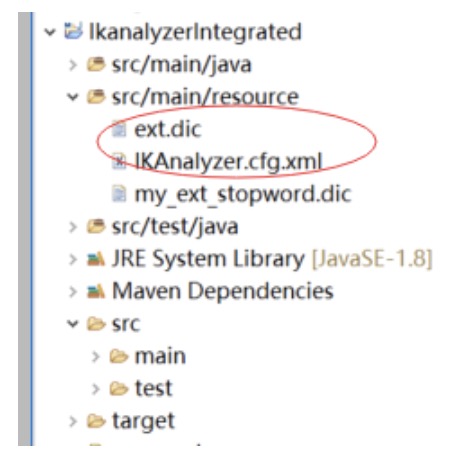 IkanalyzerIntegrated
src/main/java
src/main/resource
ext.dic
IKAnalyzer.cfg.xml
my_ext_stopword.dic
src/test/java
JRE System Library [JavaSE-1.8]
Maven Dependencies
src
main
test
target